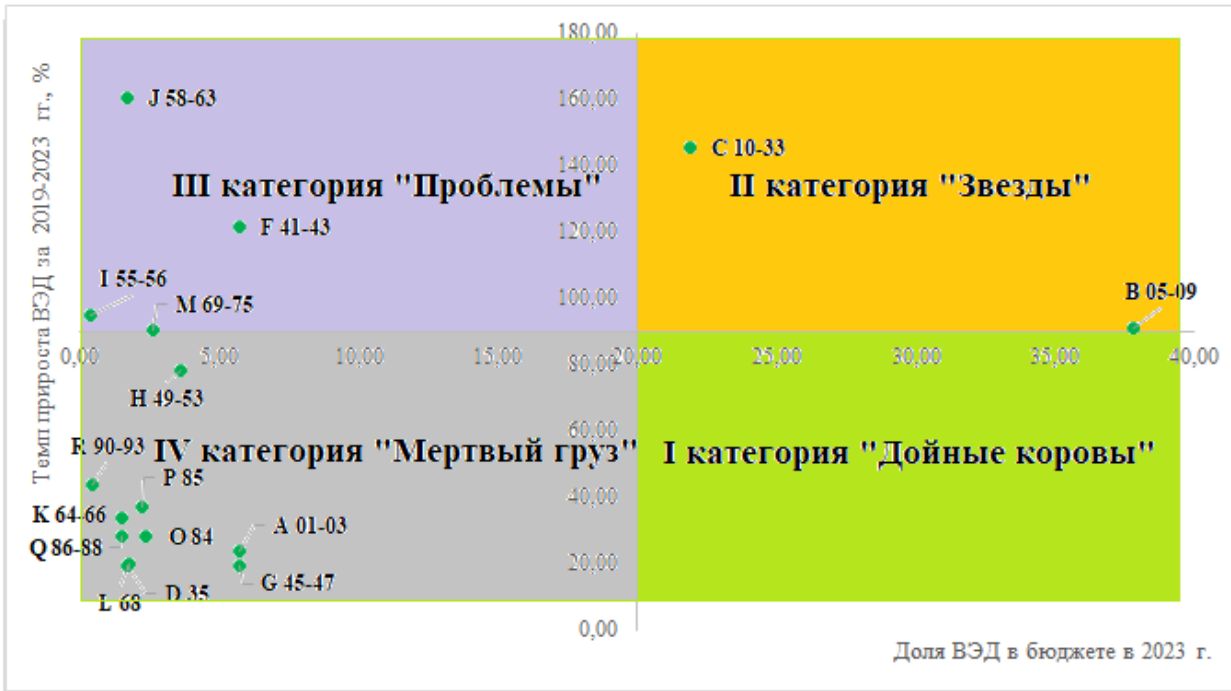 Темп прироста ВЭД за 2019-2023 гг., %
180,00
160,00
140,00
120,00
100,00
80,00
60,00
40,00
20,00
0,00
J 58-63
C 10-33
III категория "Проблемы"
II категория "Звезды"
F 41-43
I 55-56
M 69-75
B 05-09
0,00 5,00 10,00 15,00 20,00 25,00 30,00 35,00 40,00
H 49-53
R 90-93
IV категория "Мертвый груз"
I категория "Дойные коровы"
P 85
K 64-66
O 84
A 01-03
Q 86-88
G 45-47
L 68
D 35
Доля ВЭД в бюджете в 2023 г.